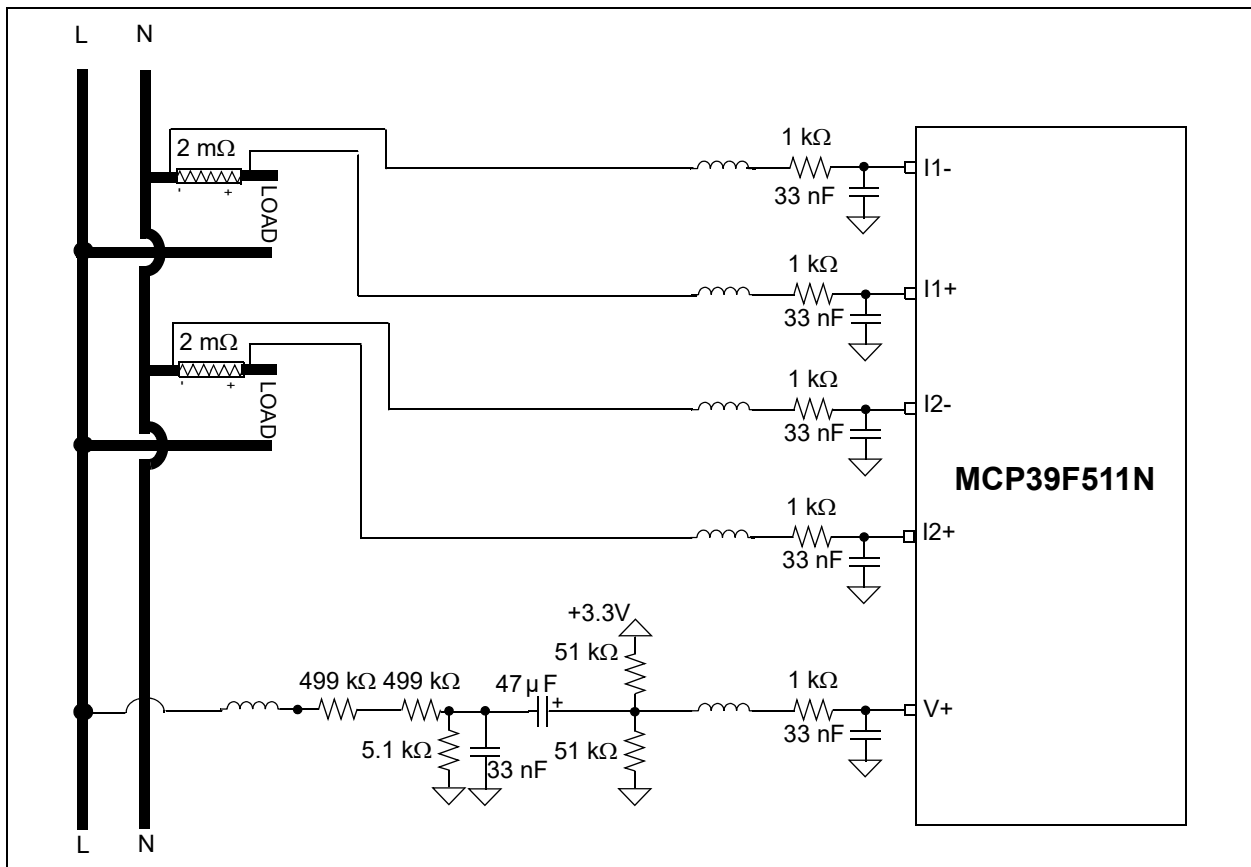 L N
2 mΩ
- +
LOAD
1 kΩ
33 nF
I1-
1 kΩ
33 nF
I1+
2 mΩ
- +
LOAD
1 kΩ
33 nF
I2-
MCP39F511N
1 kΩ
33 nF
I2+
+3.3V
51 kΩ
499 kΩ 499 kΩ
47 µF
+
1 kΩ
33 nF
V+
5.1 kΩ
33 nF
51 kΩ
L N